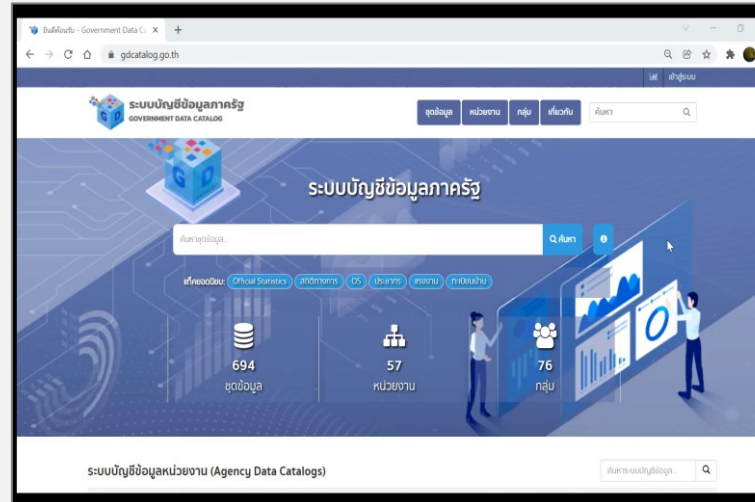 ยินดีต้อนรับ - Government Data C
gdcatalog.go.th
เข้าสู่ระบบ
ระบบบัญชีข้อมูลภาครัฐ
GOVERNMENT DATA CATALOG
ชุดข้อมูล หน่วยงาน กลุ่ม เกี่ยวกับ ค้นหา
G D
ระบบบัญชีข้อมูลภาครัฐ
ค้นหาชุดข้อมูล..
ค้นหา
แท็คยอดนิยม: Official Statistics สถิติทางการ OS ประชากร แรงงาน ทะเบียนบ้าน
694 57 76
ชุดข้อมูล หน่วยงาน กลุ่ม
ระบบบัญชีข้อมูลหน่วยงาน (Agency Data Catalogs)
ค้นหาระบบบัญชีข้อมูล..